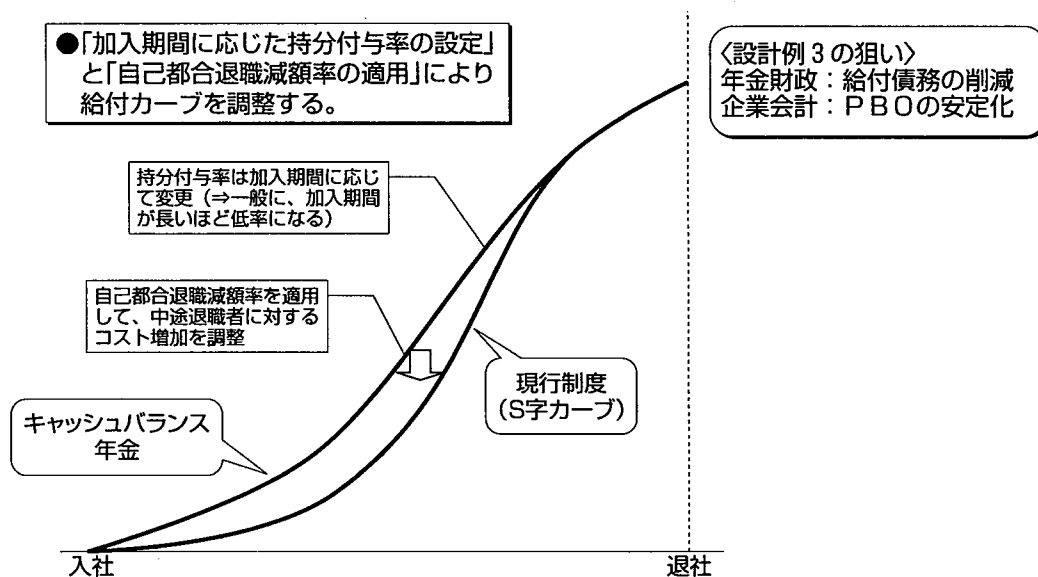 ●「加入期間に応じた持分付与率の設定」
と「自己都合退職減額率の適用」により
給付カーブを調整する。
〈設計例3の狙い〉
年金財政：給付債務の削減
企業会計：PBOの安定化
持分付与率は加入期間に応じ
て変更（⇒一般に、加入期間
が長いほど低率になる）
自己都合退職減額率を適用
して、中途退職者に対する
コスト増加を調整
現行制度
（S字カーブ）
キャッシュバランス
年金
入社
退社